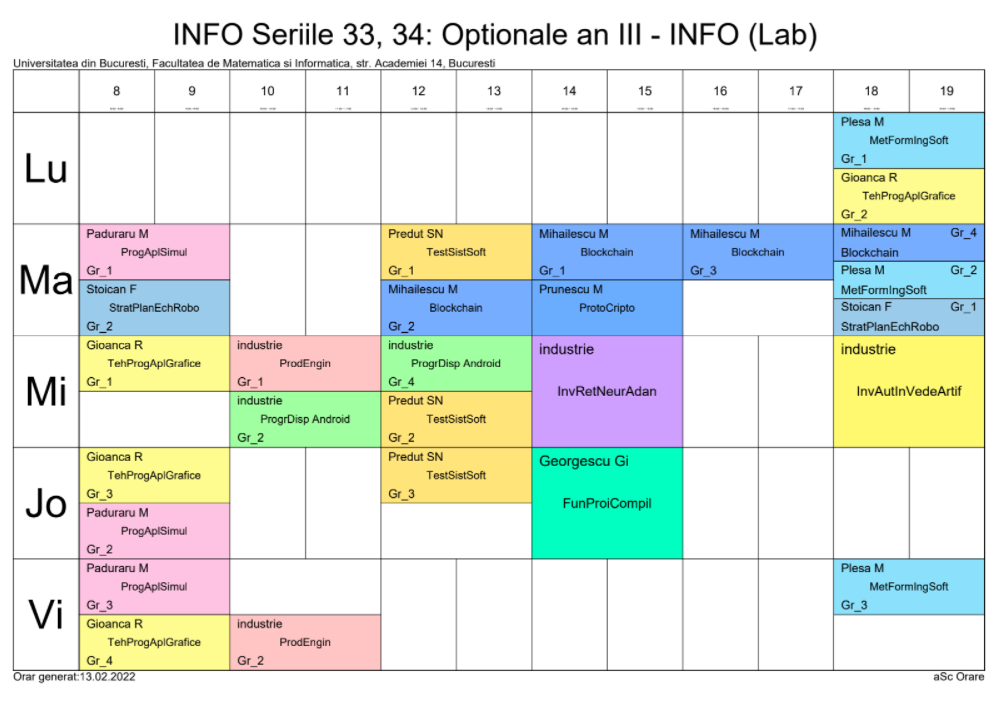 INFO Seriile 33, 34: Optionale an III - INFO (Lab)
Universitatea din Bucuresti, Facultatea de Matematica si Informatica, str. Academiei 14, Bucuresti
8 9 10 11 12 13 14 15 16 17 18 19
Lu
Plesa M
MetFormIngSoft
Gr_1
Gioanca R
TehProgAplGrafice
Gr_2
Ma
Paduraru M
ProgAplSimul
Gr_1
Stoican F
StratPlanEchRobo
Gr_2
Predut SN
TestSistSoft
Gr_1
Mihailescu M
Blockchain
Gr_2
Mihailescu M
Blockchain
Gr_1
Prunescu M
ProtoCripto
Mihailescu M
Blockchain
Gr_3
Mihailescu M Gr_4
Blockchain
Plesa M Gr_2
MetFormIngSoft
Stoican F Gr_1
StratPlanEchRobo
Mi
Gioanca R
TehProgAplGrafice
Gr_1
industrie
ProdEngin
Gr_1
industrie
ProgrDisp Android
Gr_2
industrie
ProgrDisp Android
Gr_4
Predut SN
TestSistSoft
Gr_2
industrie
InvRetNeurAdan
industrie
InvAutInVedeArtif
Jo
Gioanca R
TehProgAplGrafice
Gr_3
Paduraru M
ProgAplSimul
Gr_2
Predut SN
TestSistSoft
Gr_3
Georgescu Gi
FunProiCompil
Vi
Paduraru M
ProgAplSimul
Gr_3
Gioanca R
TehProgAplGrafice
Gr_4
industrie
ProdEngin
Gr_2
Plesa M
MetFormIngSoft
Gr_3
Orar generat:13.02.2022 aSc Orare